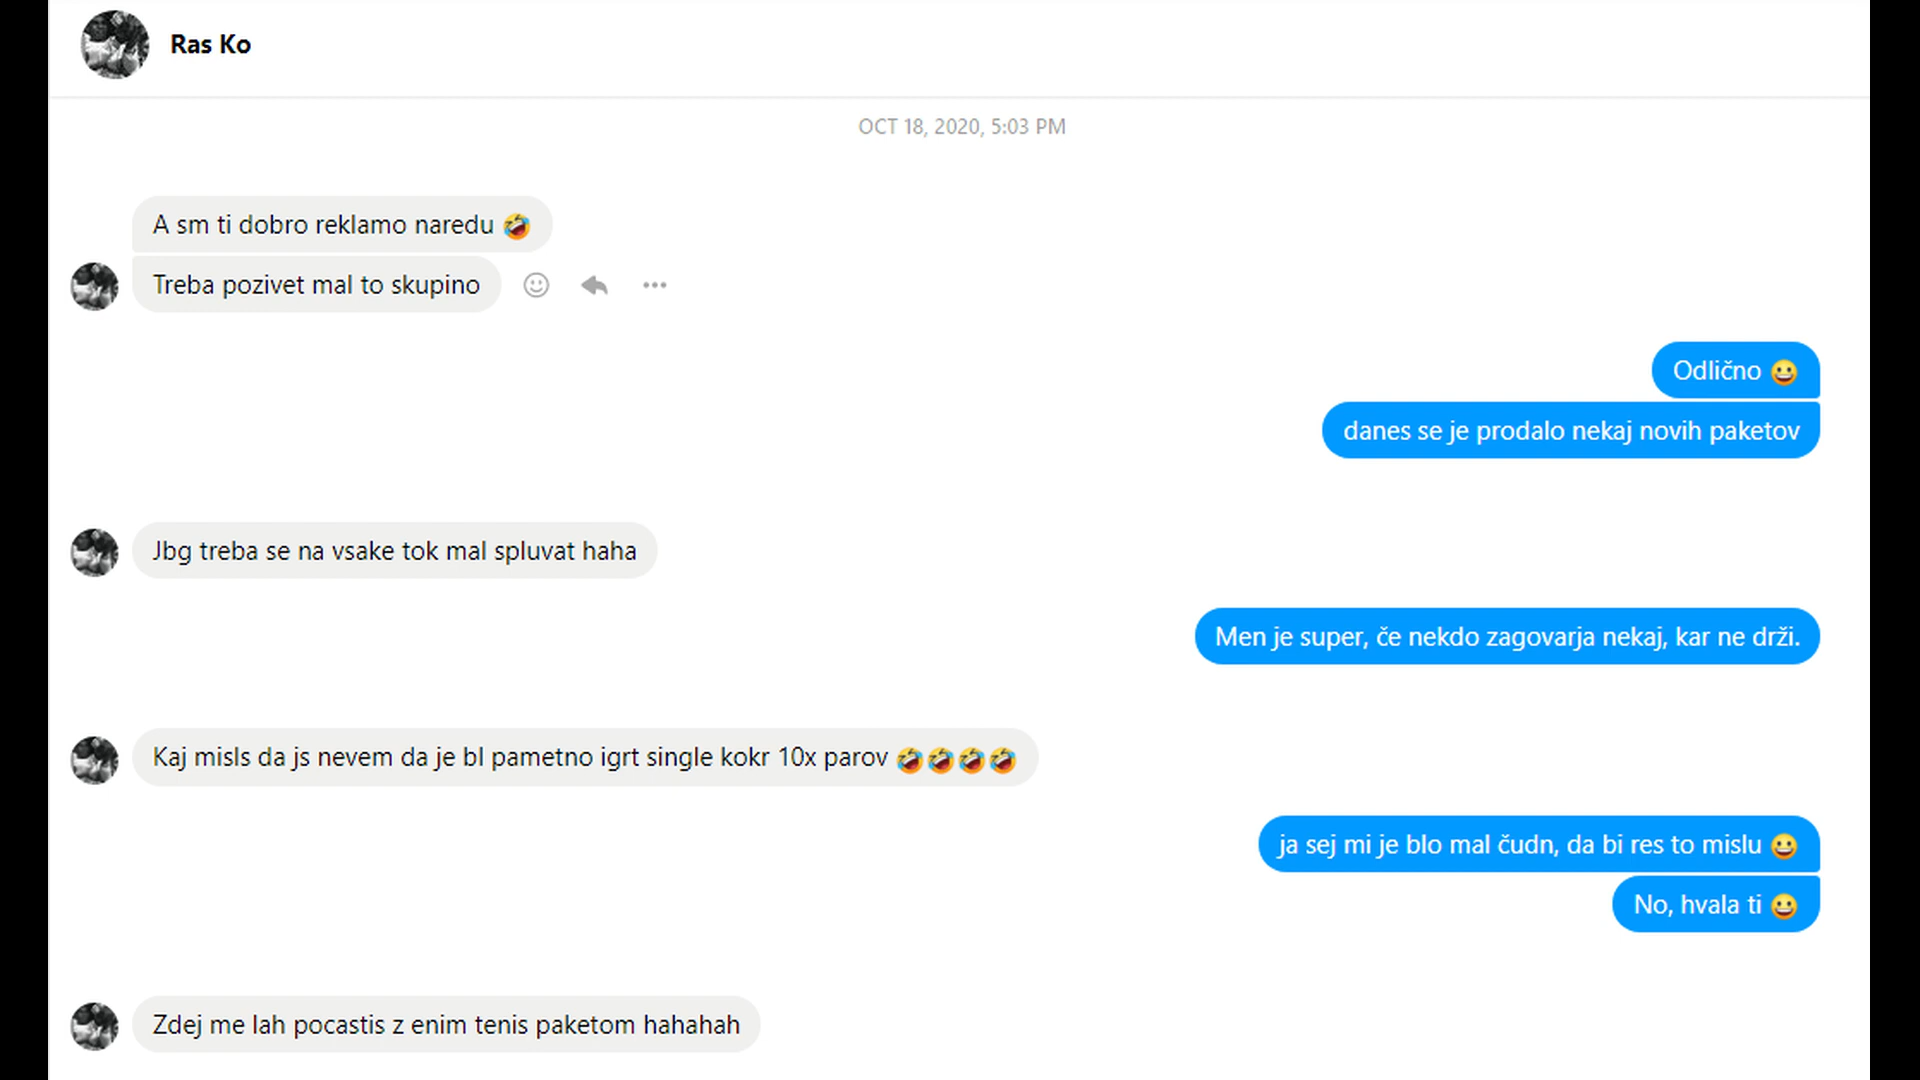 Ras Ko
OCT 18, 2020, 5:03 PM
A sm ti dobro reklamo naredu 🤣
Treba pozivet mal to skupino
Odlično 😀
danes se je prodalo nekaj novih paketov
Jbg treba se na vsake tok mal spluvat haha
Men je super, če nekdo zagovarja nekaj, kar ne drži.
Kaj misls da js nevem da je bl pametno igrt single kokr 10x parov 🤣🤣🤣🤣
ja sej mi je blo mal čudn, da bi res to mislu 😀
No, hvala ti 😀
Zdej me lah pocastis z enim tenis paketom hahahah